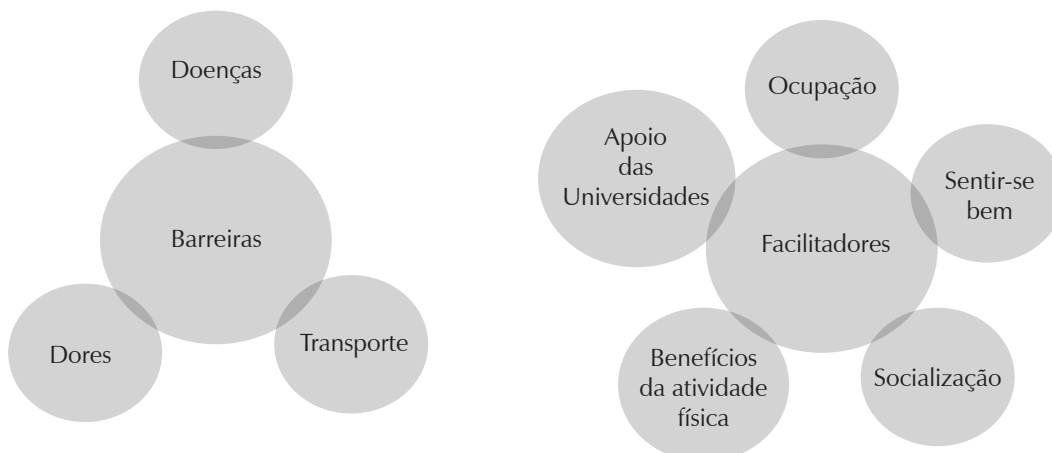 Doenças
Barreiras
Dores
Transporte
Ocupação
Apoio
das
Universidades
Sentir-se
bem
Facilitadores
Benefícios
da atividade
física
Socialização